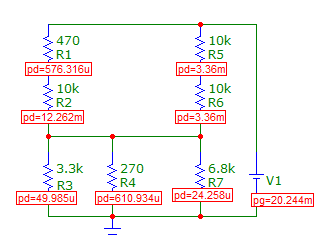 470
R1
pd=576.316u
10k
R2
pd=12.262m
10k
R5
pd=3.36m
10k
R6
pd=3.36m
3.3k
R3
pd=49.985u
270
R4
pd=610.934u
6.8k
R7
pd=24.258u
V1
pg=20.244m